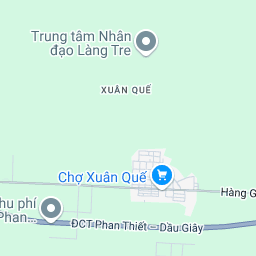 Trung tâm Nhân
đạo Làng Tre
XUÂN QUẾ
Chợ Xuân Quế
Hàng G
hu phí
Phan
ĐCT Phan Thiết – Dầu Giây